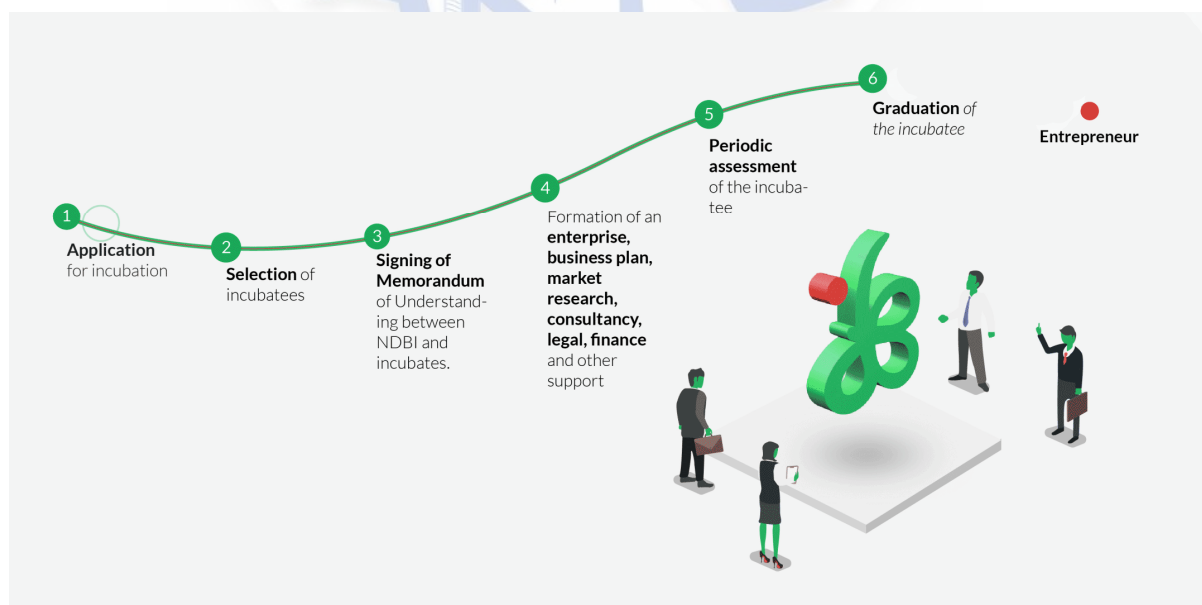 1
Application
for incubation
2
Selection of
incubatees
3
Signing of
Memorandum
of Understand-
ing between
NDBI and
incubates.
4
Formation of an
enterprise,
business plan,
market
research,
consultancy,
legal, finance
and other
support
5
Periodic
assessment
of the incuba-
tee
6
Graduation of
the incubatee
Entrepreneur